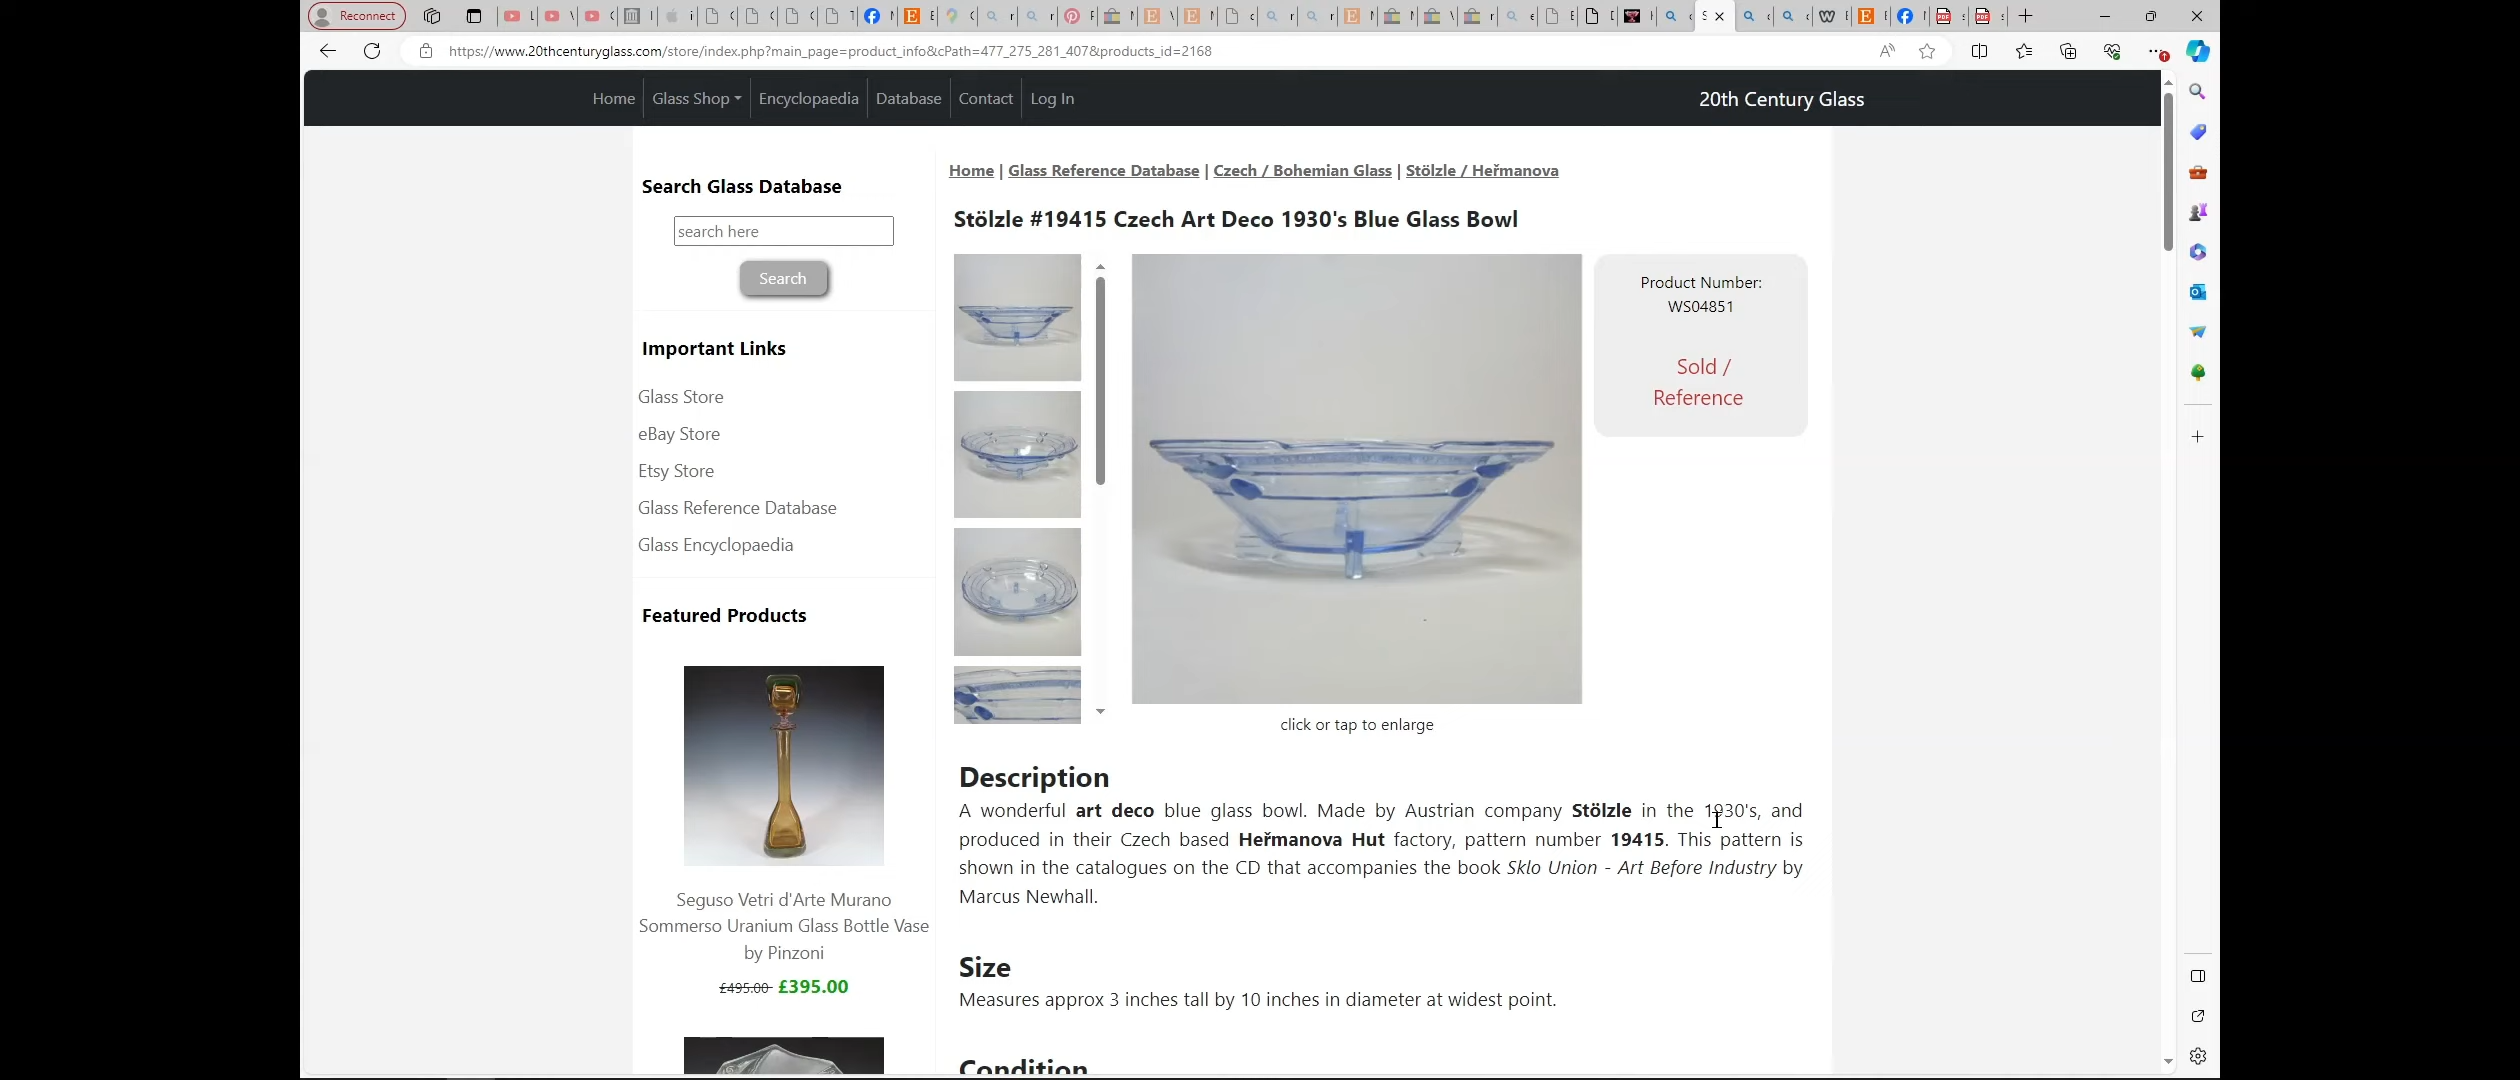 Reconnect
https://www.20thcenturyglass.com/store/index.php?main_page=product_info&cPath=477_275_281_407&products_id=2168
Home
Glass Shop
Encyclopaedia
Database
Contact
Log In
20th Century Glass
Search Glass Database
search here
Search
Important Links
Glass Store
eBay Store
Etsy Store
Glass Reference Database
Glass Encyclopaedia
Featured Products
Seguso Vetri d'Arte Murano
Sommerso Uranium Glass Bottle Vase
by Pinzoni
£495.00 £395.00
Home | Glass Reference Database | Czech / Bohemian Glass | Stölzle / Heřmanova
Stölzle #19415 Czech Art Deco 1930's Blue Glass Bowl
Product Number:
WS04851
Sold /
Reference
click or tap to enlarge
Description
A wonderful art deco blue glass bowl. Made by Austrian company Stölzle in the 1930's, and
produced in their Czech based Heřmanova Hut factory, pattern number 19415. This pattern is
shown in the catalogues on the CD that accompanies the book Sklo Union - Art Before Industry by
Marcus Newhall.
Size
Measures approx 3 inches tall by 10 inches in diameter at widest point.
Condition